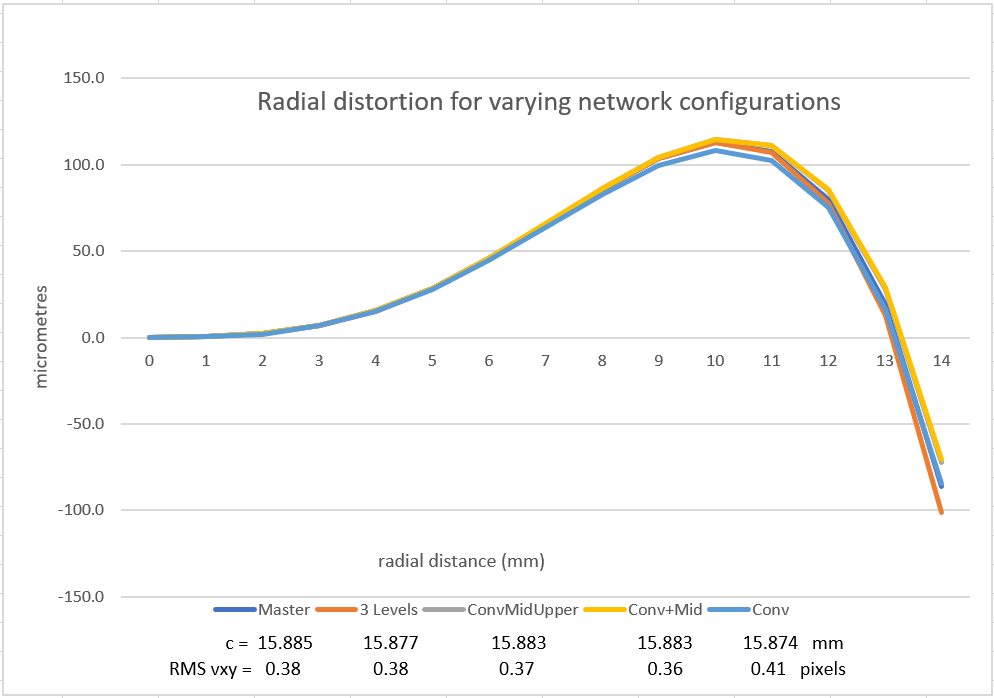 Radial distortion for varying network configurations
150.0
100.0
50.0
0.0
-50.0
-100.0
-150.0
micrometres
0 1 2 3 4 5 6 7 8 9 10 11 12 13 14
radial distance (mm)
Master 3 Levels ConvMidUpper Conv+Mid Conv
c = 15.885 15.877 15.883 15.883 15.874 mm
RMS vxy = 0.38 0.38 0.37 0.36 0.41 pixels